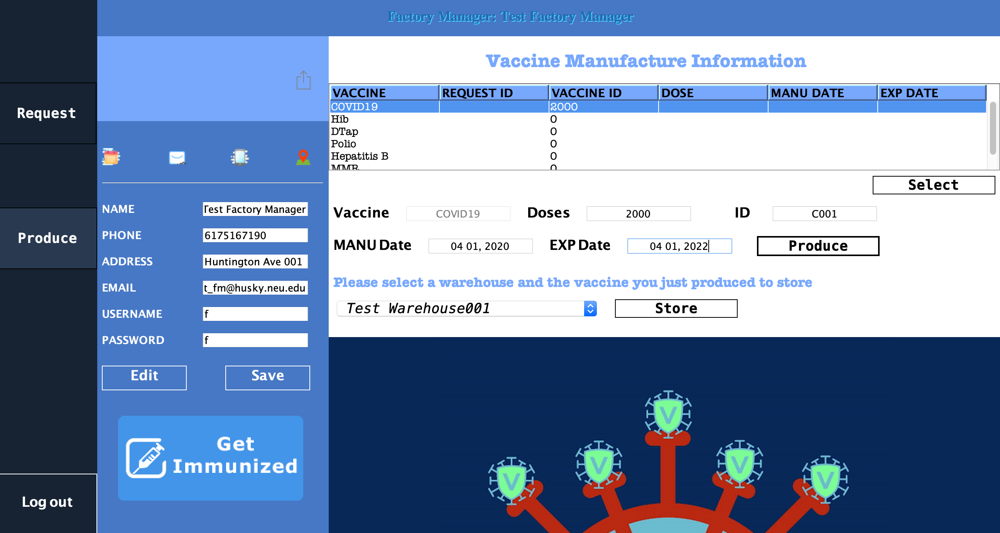 Factory Manager: Test Factory Manager
Request
Produce
Log out
NAME Test Factory Manager
PHONE 6175167190
ADDRESS Huntington Ave 001
EMAIL t_fm@husky.neu.edu
USERNAME f
PASSWORD f
Edit Save
Get
Immunized
Vaccine Manufacture Information
VACCINE REQUEST ID VACCINE ID DOSE MANU DATE EXP DATE
COVID19 2000
Hib 0
DTap 0
Polio 0
Hepatitis B 0
MMR 0
Select
Vaccine COVID19 Doses 2000 ID C001
MANU Date 04 01, 2020 EXP Date 04 01, 2022 Produce
Please select a warehouse and the vaccine you just produced to store
Test Warehouse001 Store
V
V
V
V
V